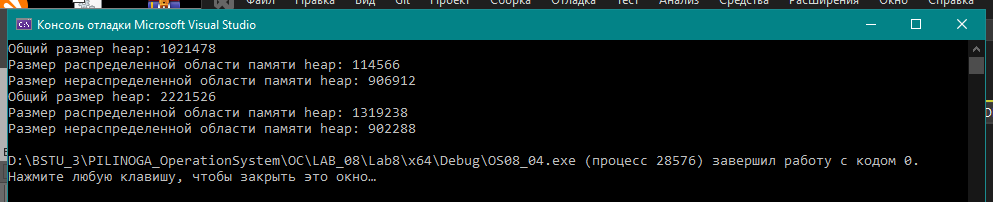 Файл Правка Вид Git Проект Сборка Отладка Тест Анализ Средства Расширения Окно Справка
Консоль отладки Microsoft Visual Studio
Общий размер heap: 1021478
Размер распределенной области памяти heap: 114566
Размер нераспределенной области памяти heap: 906912
Общий размер heap: 2221526
Размер распределенной области памяти heap: 1319238
Размер нераспределенной области памяти heap: 902288
D:\BSTU_3\PILINOGA_OperationSystem\OC\LAB_08\Lab8\x64\Debug\OS08_04.exe (процесс 28576) завершил работу с кодом 0.
Нажмите любую клавишу, чтобы закрыть это окно…